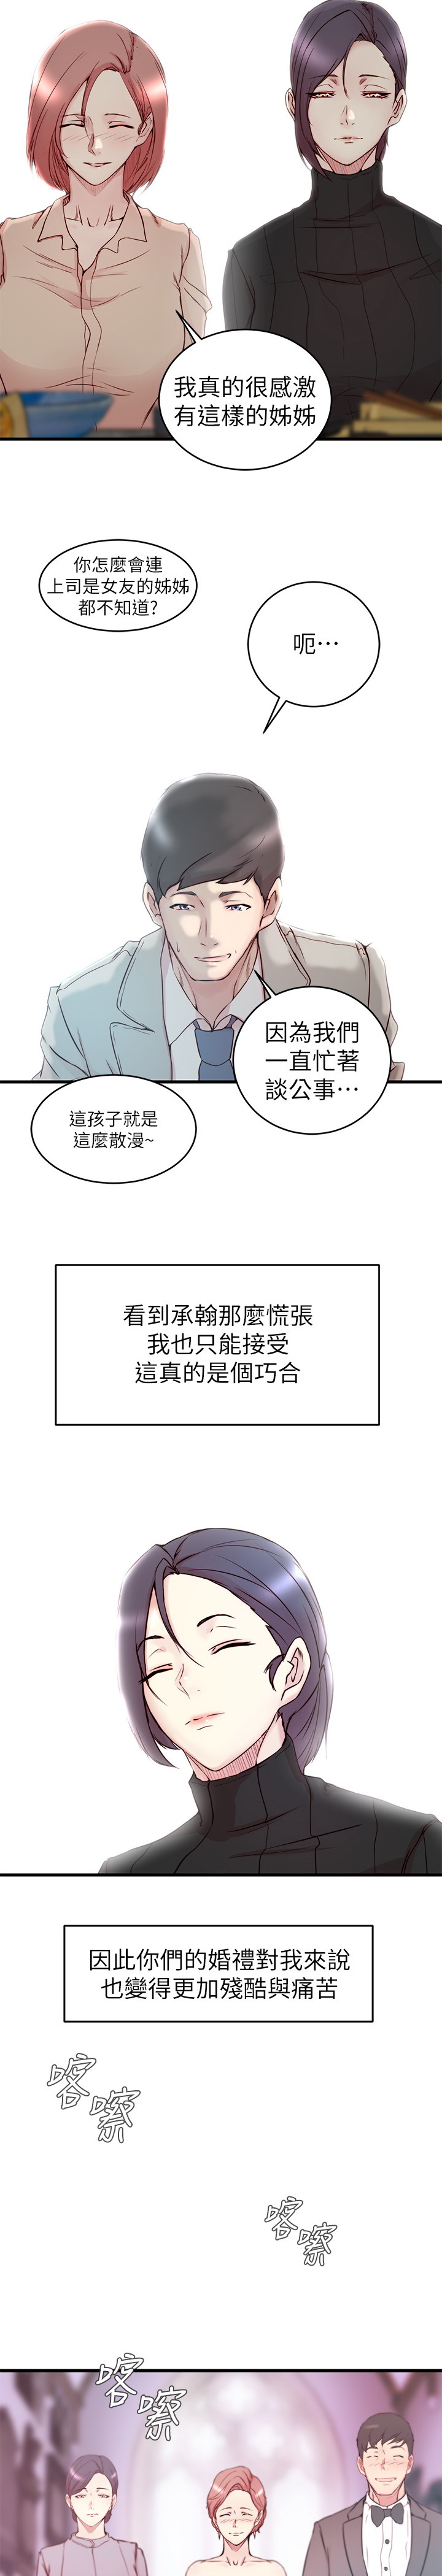 我真的很感激
有這樣的姊姊
你怎麼會連
上司是女友的姊姊
都不知道?
呃⋯
因為我們
一直忙著
談公事⋯
這孩子就是
這麼散漫~
看到承翰那麼慌張
我也只能接受
這真的是個巧合
因此你們的婚禮對我來說
也變得更加殘酷與痛苦
喀嚓
喀嚓
喀嚓